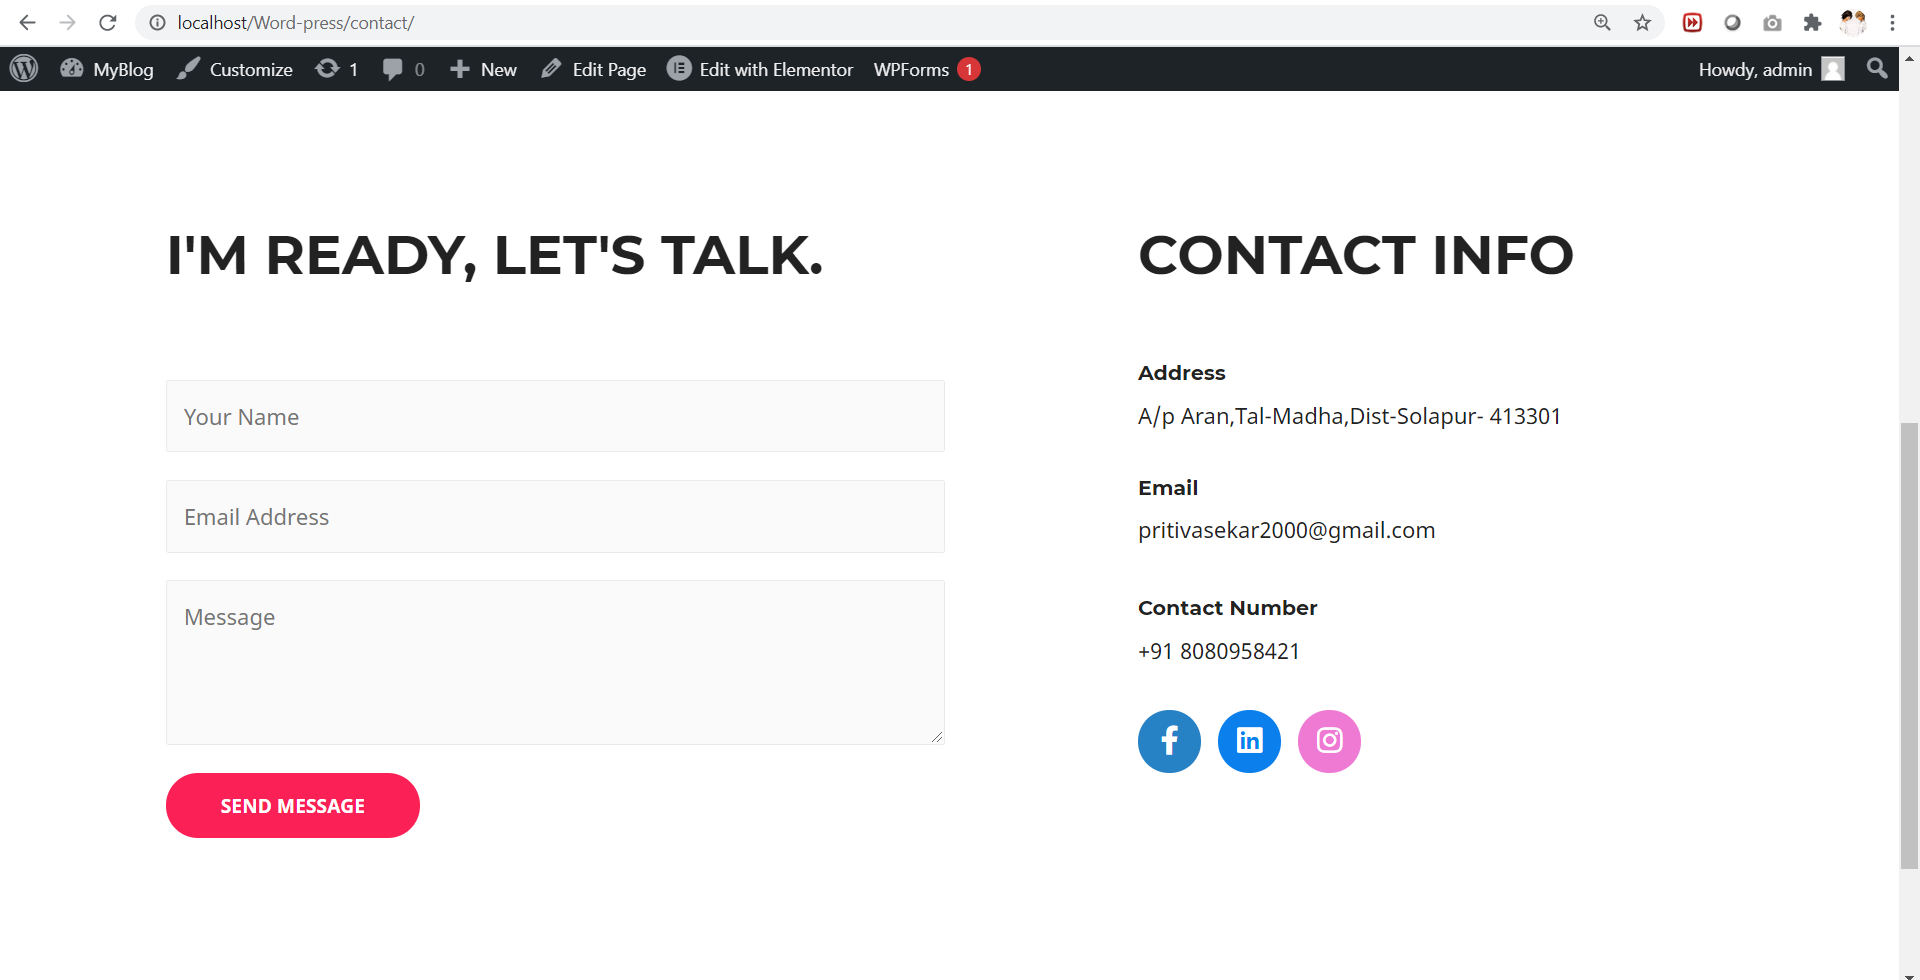 localhost/Word-press/contact/
MyBlog Customize 1 0 New Edit Page Edit with Elementor WPForms 1 Howdy, admin
I'M READY, LET'S TALK.
Your Name
Email Address
Message
SEND MESSAGE
CONTACT INFO
Address
A/p Aran,Tal-Madha,Dist-Solapur- 413301
Email
pritivasekar2000@gmail.com
Contact Number
+91 8080958421